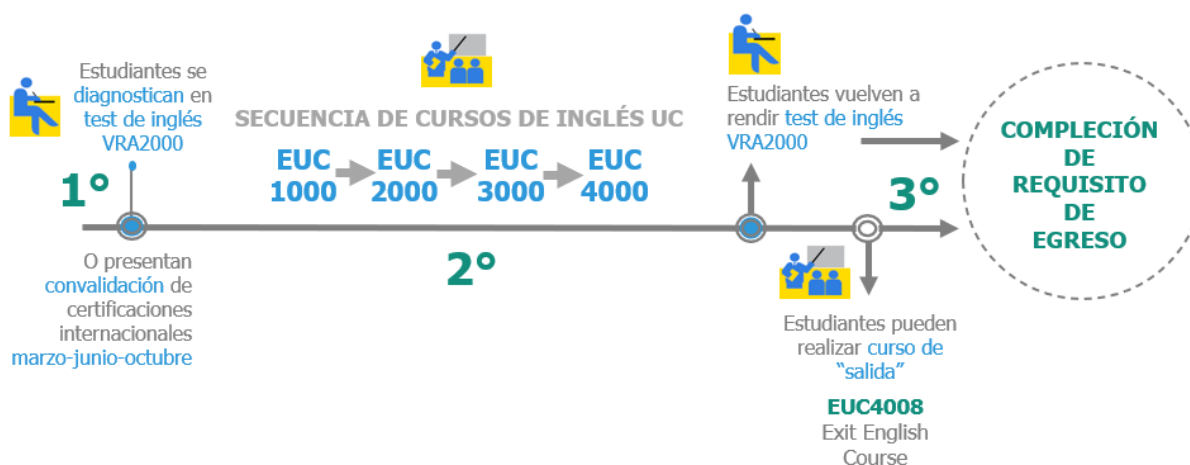 Estudiantes se
diagnostican en
test de inglés
VRA2000
1°
O presentan
convalidación de
certificaciones
internacionales
marzo-junio-octubre
SECUENCIA DE CURSOS DE INGLÉS UC
EUC
1000
EUC
2000
EUC
3000
EUC
4000
2°
Estudiantes vuelven a
rendir test de inglés
VRA2000
3°
Estudiantes pueden
realizar curso de
“salida”
EUC4008
Exit English
Course
COMPLECIÓN
DE
REQUISITO
DE
EGRESO